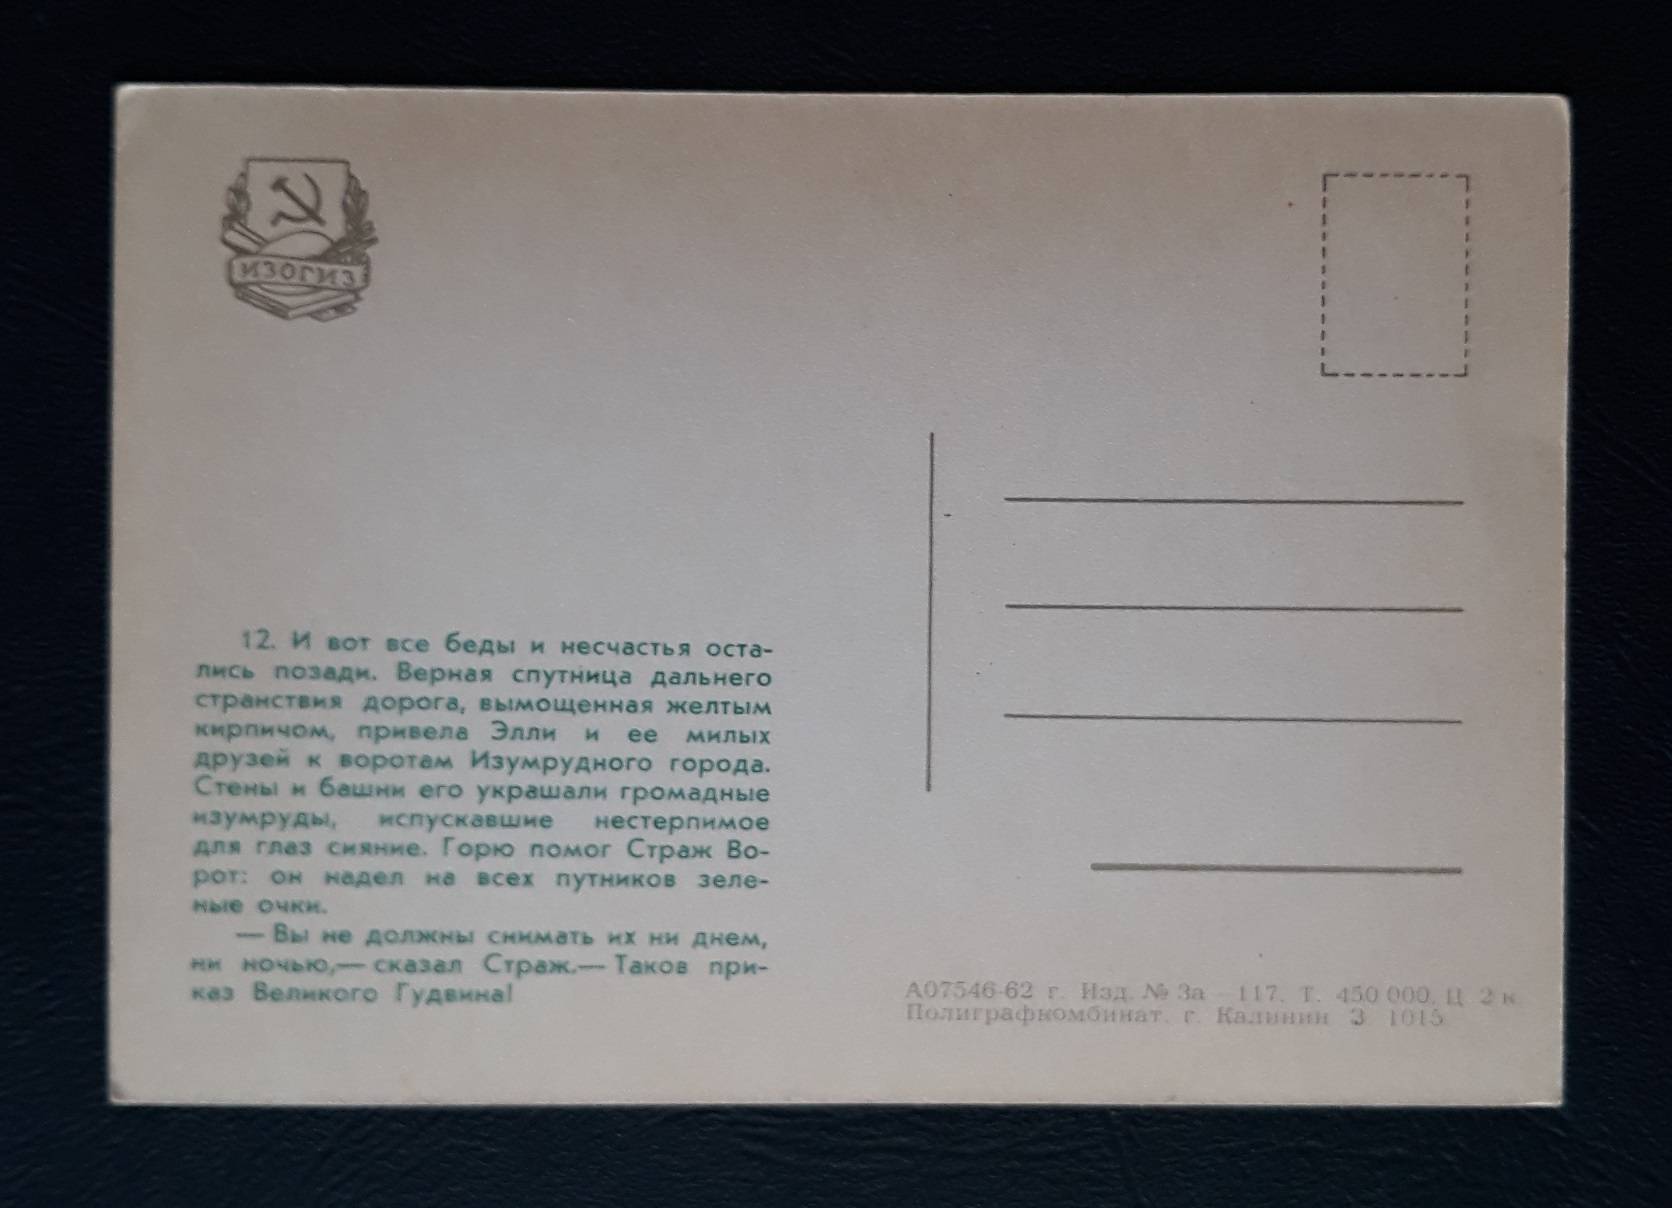 ИЗОГИЗ
12. И вот все беды и несчастья оста-
лись позади. Верная спутница дальнего
странствия дорога, вымощенная желтым
кирпичом, привела Элли и ее милых
друзей к воротам Изумрудного города.
Стены и башни его украшали громадные
изумруды, испускавшие нестерпимое
для глаз сияние. Горю помог Страж Во-
рот: он надел на всех путников зеле-
ные очки.
— Вы не должны снимать их ни днем,
ни ночью,— сказал Страж.— Таков при-
каз Великого Гудвина!
А07546-62 г. Изд. № 3а - 117. Т. 450 000. Ц 2 к
Полиграфкомбинат. г. Калинин З 1015